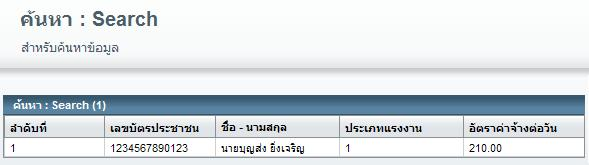 ค้นหา : Search
สำหรับค้นหาข้อมูล
ค้นหา : Search (1)
ลำดับที่ เลขบัตรประชาชน ชื่อ - นามสกุล ประเภทแรงงาน อัตราค่าจ้างต่อวัน
1 1234567890123 นายบุญส่ง ยิ่งเจริญ 1 210.00